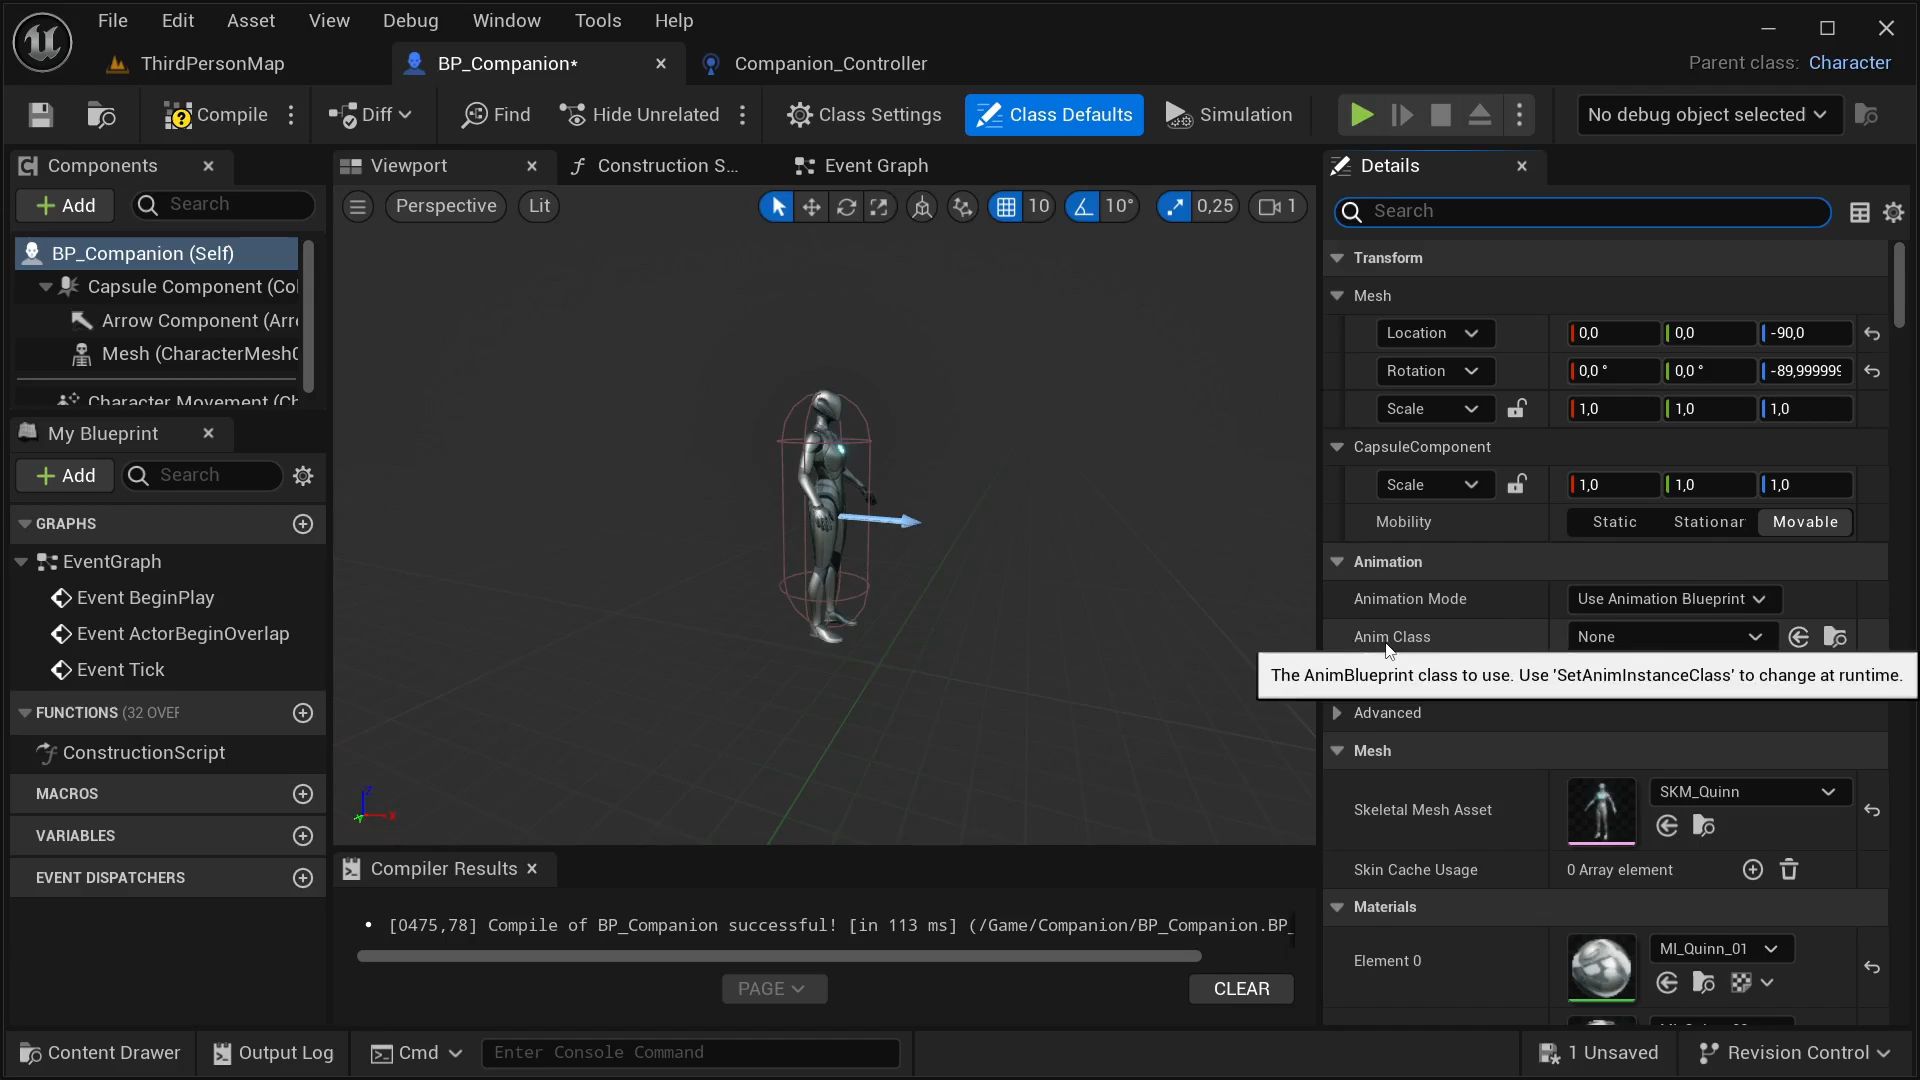 File Edit Asset View Debug Window Tools Help
ThirdPersonMap
BP_Companion*
Companion_Controller
Parent class: Character
Compile
Diff
Find
Hide Unrelated
Class Settings
Class Defaults
Simulation
No debug object selected
Components
Add
Search
BP_Companion (Self)
Capsule Component (Col
Arrow Component (Arr
Mesh (CharacterMesh
Character Movement (Ch
My Blueprint
Add
Search
GRAPHS
EventGraph
Event BeginPlay
Event ActorBeginOverlap
Event Tick
FUNCTIONS (32 OVER
ConstructionScript
MACROS
VARIABLES
EVENT DISPATCHERS
Viewport
Construction S...
Event Graph
Perspective
Lit
10
10°
0,25
1
Z
X
Y
Compiler Results
[0475,78] Compile of BP_Companion successful! [in 113 ms] (/Game/Companion/BP_Companion.BP_
PAGE
CLEAR
Details
Search
Transform
Mesh
Location 0,0 0,0 -90,0
Rotation 0,0 ° 0,0 ° -89,999999
Scale 1,0 1,0 1,0
CapsuleComponent
Scale 1,0 1,0 1,0
Mobility Static Stationar Movable
Animation
Animation Mode Use Animation Blueprint
Anim Class None
The AnimBlueprint class to use. Use 'SetAnimInstanceClass' to change at runtime.
Advanced
Mesh
Skeletal Mesh Asset SKM_Quinn
Skin Cache Usage 0 Array element
Materials
Element 0 MI_Quinn_01
Content Drawer
Output Log
Cmd
Enter Console Command
1 Unsaved
Revision Control